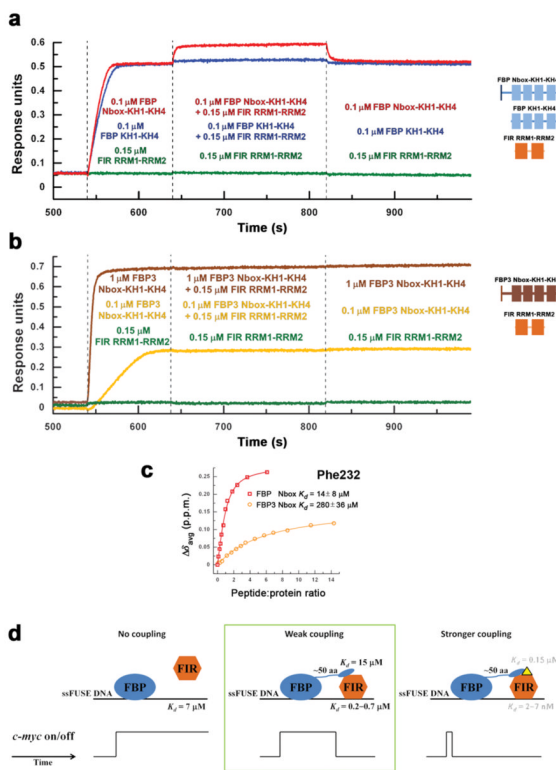 a
Response units
0.6
0.5
0.4
0.3
0.2
0.1
0.0
0.1 μM FBP
Nbox-KH1-KH4
0.1 μM
FBP KH1-KH4
0.15 μM
FIR RRM1-RRM2
0.1 μM FBP Nbox-KH1-KH4
+ 0.15 μM FIR RRM1-RRM2
0.1 μM FBP KH1-KH4
+ 0.15 μM FIR RRM1-RRM2
0.15 μM FIR RRM1-RRM2
0.1 μM FBP Nbox-KH1-KH4
0.1 μM FBP KH1-KH4
0.15 μM FIR RRM1-RRM2
500 600 700 800 900
Time (s)
FBP Nbox-KH1-KH4
FBP KH1-KH4
FIR RRM1-RRM2
b
Response units
0.7
0.6
0.5
0.4
0.3
0.2
0.1
0
1 μM FBP3
Nbox-KH1-KH4
0.1 μM FBP3
Nbox-KH1-KH4
0.15 μM
FIR RRM1-RRM2
1 μM FBP3 Nbox-KH1-KH4
+ 0.15 μM FIR RRM1-RRM2
0.1 μM FBP3 Nbox-KH1-KH4
+ 0.15 μM FIR RRM1-RRM2
0.15 μM FIR RRM1-RRM2
1 μM FBP3 Nbox-KH1-KH4
0.1 μM FBP3 Nbox-KH1-KH4
0.15 μM FIR RRM1-RRM2
500 600 700 800 900
Time (s)
FBP3 Nbox-KH1-KH
FIR RRM1-RRM2
c
Phe232
Δδavg (p.p.m.)
0.25
0.20
0.15
0.10
0.05
0
FBP Nbox Kd = 14± 8 μM
FBP3 Nbox Kd = 280±36 μM
0 2 4 6 8 10 12 14
Peptide:protein ratio
d
No coupling
FIR
FBP
ssFUSE DNA
Kd = 7 μM
Weak coupling
~50 aa
Kd = 15 μM
FBP
FIR
ssFUSE DNA
Kd = 0.2–0.7 μM
Stronger coupling
~50 aa
Kd = 0.15 μM
FBP
FIR
ssFUSE DNA
Kd = 2–7 nM
c-myc on/off
Time